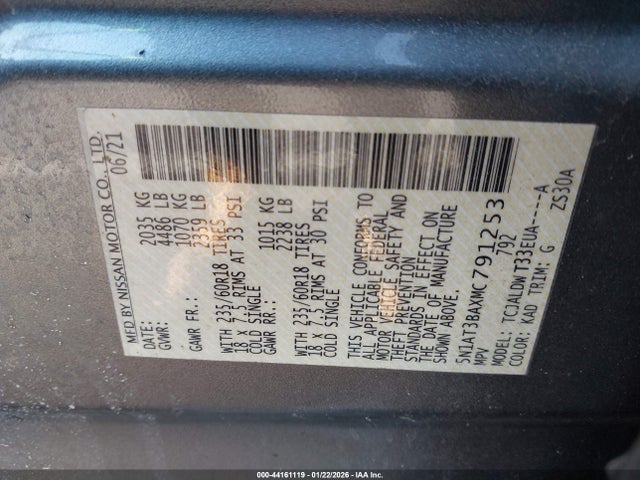 MFD BY NISSAN MOTOR CO., LTD.
DATE: 06/21
GVWR: 2035 KG
4486 LB
GAWR FR.: 1070 KG
2359 LB
WITH 235/60R18 TIRES
18 X 7.5 RIMS AT 33 PSI
COLD SINGLE
GAWR RR.: 1015 KG
2238 LB
WITH 235/60R18 TIRES
18 X 7.5 RIMS AT 30 PSI
COLD SINGLE
THIS VEHICLE CONFORMS TO
ALL APPLICABLE FEDERAL
MOTOR VEHICLE SAFETY AND
THEFT PREVENTION
STANDARDS IN EFFECT ON
THE DATE OF MANUFACTURE
SHOWN ABOVE.
5N1AT3BAXMC791253
MPV 792
TCJALDWT33EUA----A
COLOR: KAD TRIM: G ZS30A
000-44161119 - 01/22/2026 - IAA.com